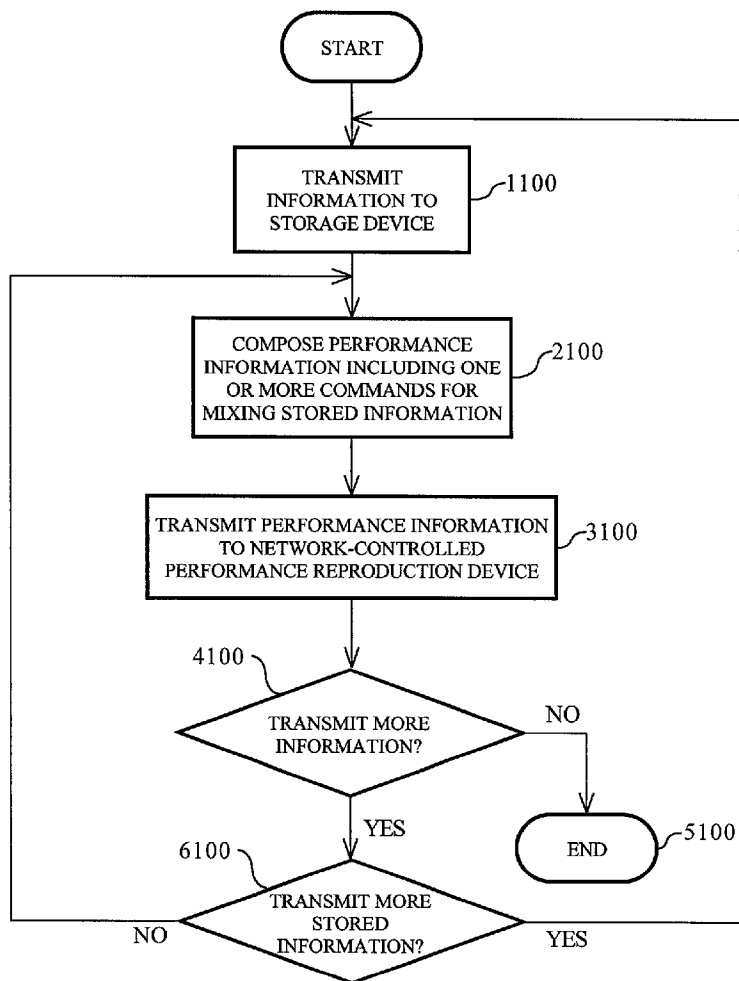 START
TRANSMIT
INFORMATION TO
STORAGE DEVICE
1100
COMPOSE PERFORMANCE
INFORMATION INCLUDING ONE
OR MORE COMMANDS FOR
MIXING STORED INFORMATION
2100
TRANSMIT PERFORMANCE INFORMATION
TO NETWORK-CONTROLLED
PERFORMANCE REPRODUCTION DEVICE
3100
4100
TRANSMIT MORE
INFORMATION?
NO
YES
END
5100
6100
TRANSMIT MORE
STORED
INFORMATION?
NO
YES